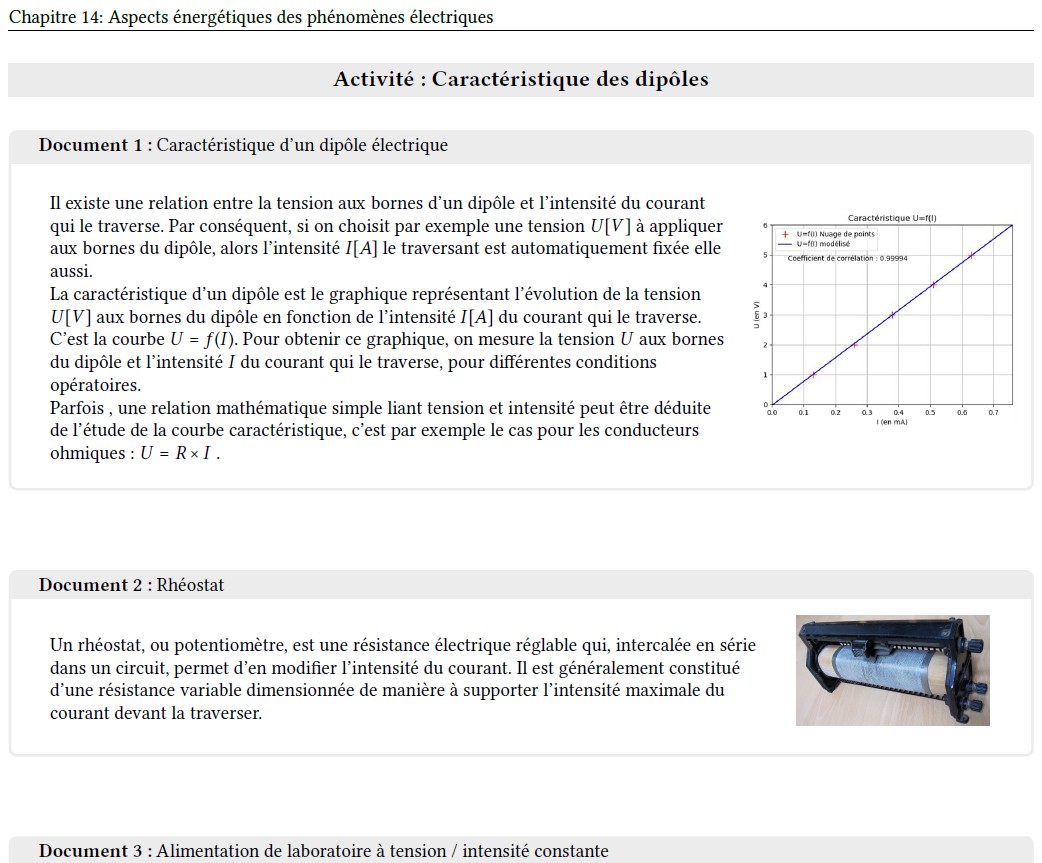 Chapitre 14: Aspects énergétiques des phénomènes électriques
Activité : Caractéristique des dipôles
Document 1 : Caractéristique d'un dipôle électrique
Il existe une relation entre la tension aux bornes d'un dipôle et l'intensité du courant
qui le traverse. Par conséquent, si on choisit par exemple une tension U[V] à appliquer
aux bornes du dipôle, alors l'intensité I[A] le traversant est automatiquement fixée elle
aussi.
La caractéristique d'un dipôle est le graphique représentant l'évolution de la tension
U[V] aux bornes du dipôle en fonction de l'intensité I[A] du courant qui le traverse.
C'est la courbe U = f(I). Pour obtenir ce graphique, on mesure la tension U aux bornes
du dipôle et l'intensité I du courant qui le traverse, pour différentes conditions
opératoires.
Parfois , une relation mathématique simple liant tension et intensité peut être déduite
de l'étude de la courbe caractéristique, c'est par exemple le cas pour les conducteurs
ohmiques : U = R × I .
Caractéristique U=f(I)
U=f(I) Nuage de points
U=f(I) modélisé
Coefficient de corrélation : 0.99994
U (en V)
6
5
4
3
2
1
0
0.0 0.1 0.2 0.3 0.4 0.5 0.6 0.7
I (en mA)
Document 2 : Rhéostat
Un rhéostat, ou potentiomètre, est une résistance électrique réglable qui, intercalée en série
dans un circuit, permet d'en modifier l'intensité du courant. Il est généralement constitué
d'une résistance variable dimensionnée de manière à supporter l'intensité maximale du
courant devant la traverser.
Document 3 : Alimentation de laboratoire à tension / intensité constante